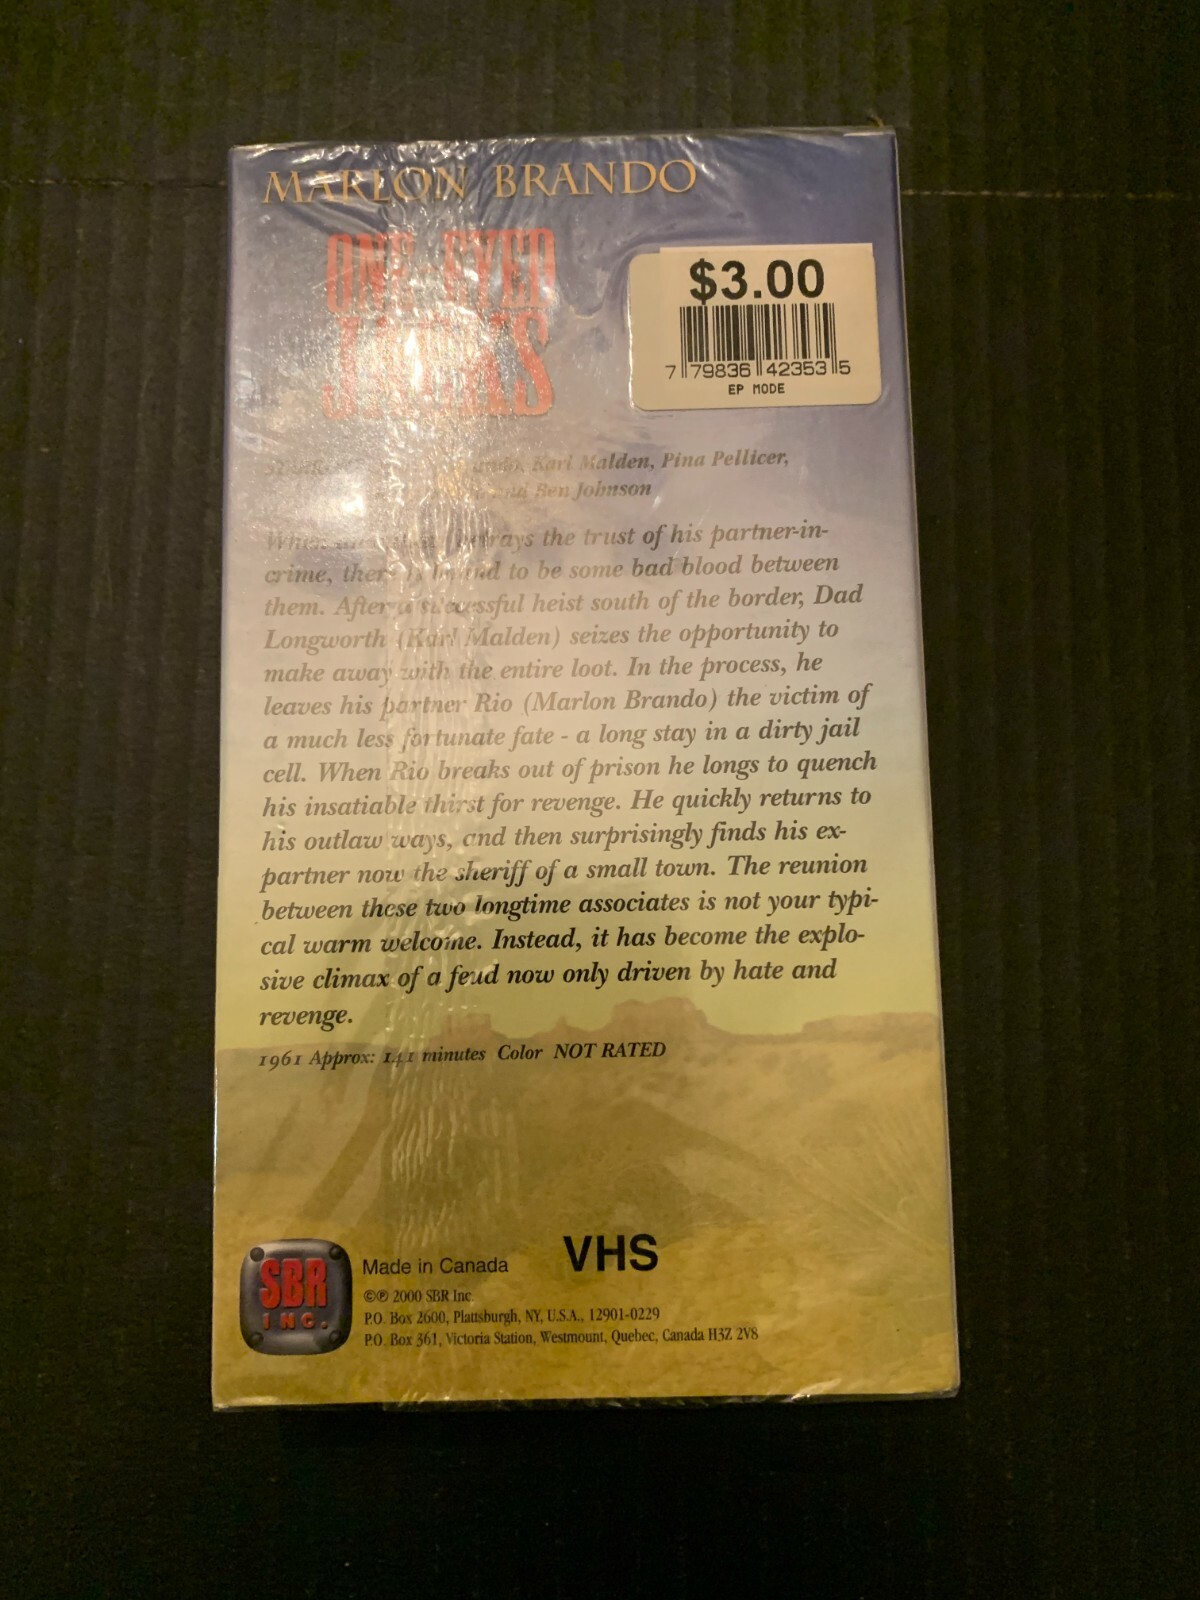 MARLON BRANDO
ONE-EYED
JACKS
$3.00
7 79836 42353 5
EP MODE
Karl Malden, Pina Pellicer,
and Ben Johnson
When betrays the trust of his partner-in-
crime, there is bound to be some bad blood between
them. After a successful heist south of the border, Dad
Longworth (Karl Malden) seizes the opportunity to
make away with the entire loot. In the process, he
leaves his partner Rio (Marlon Brando) the victim of
a much less fortunate fate - a long stay in a dirty jail
cell. When Rio breaks out of prison he longs to quench
his insatiable thirst for revenge. He quickly returns to
his outlaw ways, and then surprisingly finds his ex-
partner now the sheriff of a small town. The reunion
between these two longtime associates is not your typi-
cal warm welcome. Instead, it has become the explo-
sive climax of a feud now only driven by hate and
revenge.
1961 Approx: 141 minutes Color NOT RATED
SBR
INC.
Made in Canada
VHS
©℗ 2000 SBR Inc.
P.O. Box 2600, Plattsburgh, NY, U.S.A., 12901-0229
P.O. Box 361, Victoria Station, Westmount, Quebec, Canada H3Z 2V8